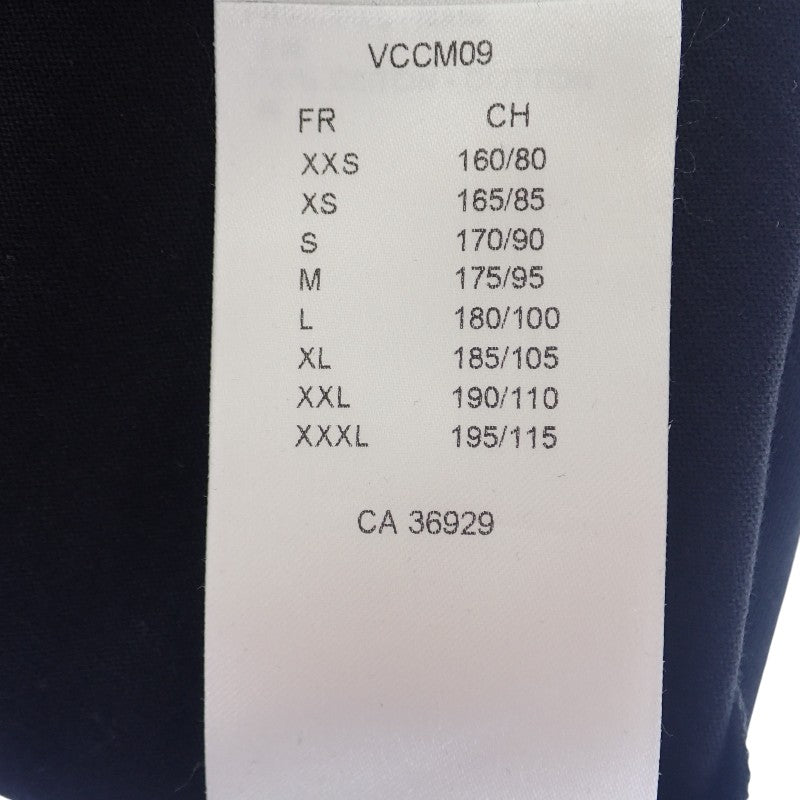 VCCM09
FR CH
XXS 160/80
XS 165/85
S 170/90
M 175/95
L 180/100
XL 185/105
XXL 190/110
XXXL 195/115
CA 36929